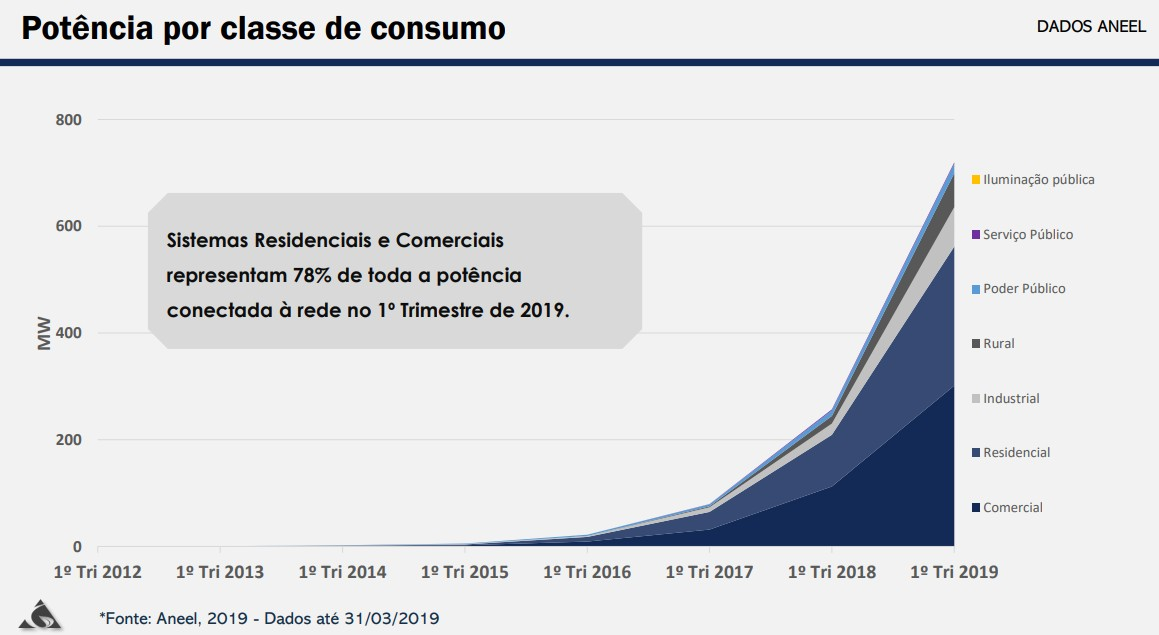 Potência por classe de consumo
DADOS ANEEL
800
600
400
200
0
MW
Sistemas Residenciais e Comerciais
representam 78% de toda a potência
conectada à rede no 1º Trimestre de 2019.
Iluminação pública
Serviço Público
Poder Público
Rural
Industrial
Residencial
Comercial
1º Tri 2012
1º Tri 2013
1º Tri 2014
1º Tri 2015
1º Tri 2016
1º Tri 2017
1º Tri 2018
1º Tri 2019
*Fonte: Aneel, 2019 - Dados até 31/03/2019